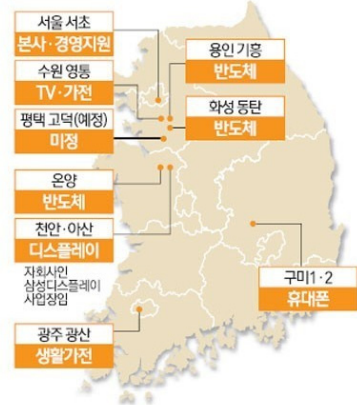 서울 서초
본사·경영지원
수원 영통
TV·가전
평택 고덕(예정)
미정
온양
반도체
천안·아산
디스플레이
자회사인
삼성디스플레이
사업장임
광주 광산
생활가전
용인 기흥
반도체
화성 동탄
반도체
구미1·2
휴대폰